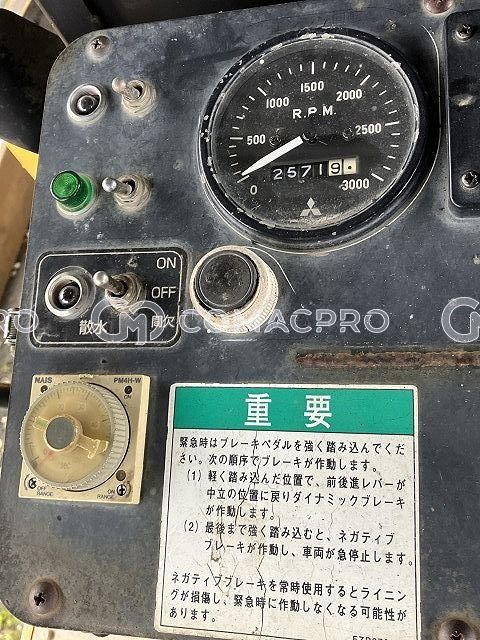 500
1000
1500
2000
2500
3000
0
R.P.M.
25719
ON
OFF
間欠
散水
COMACPRO
NAIS
PM4H-W
ON
OFF
RANGE
ON
RANGE
重要
緊急時はブレーキペダルを強く踏み込んでくだ
さい。次の順序でブレーキが作動します。
(1) 軽く踏み込んだ位置で、前後進レバーが
中立の位置に戻りダイナミックブレーキ
が作動します。
(2) 最後まで強く踏み込むと、ネガティブ
ブレーキが作動し、車両が急停止します。
ネガティブブレーキを常時使用するとライニン
グが損傷し、緊急時に作動しなくなる可能性が
あります。